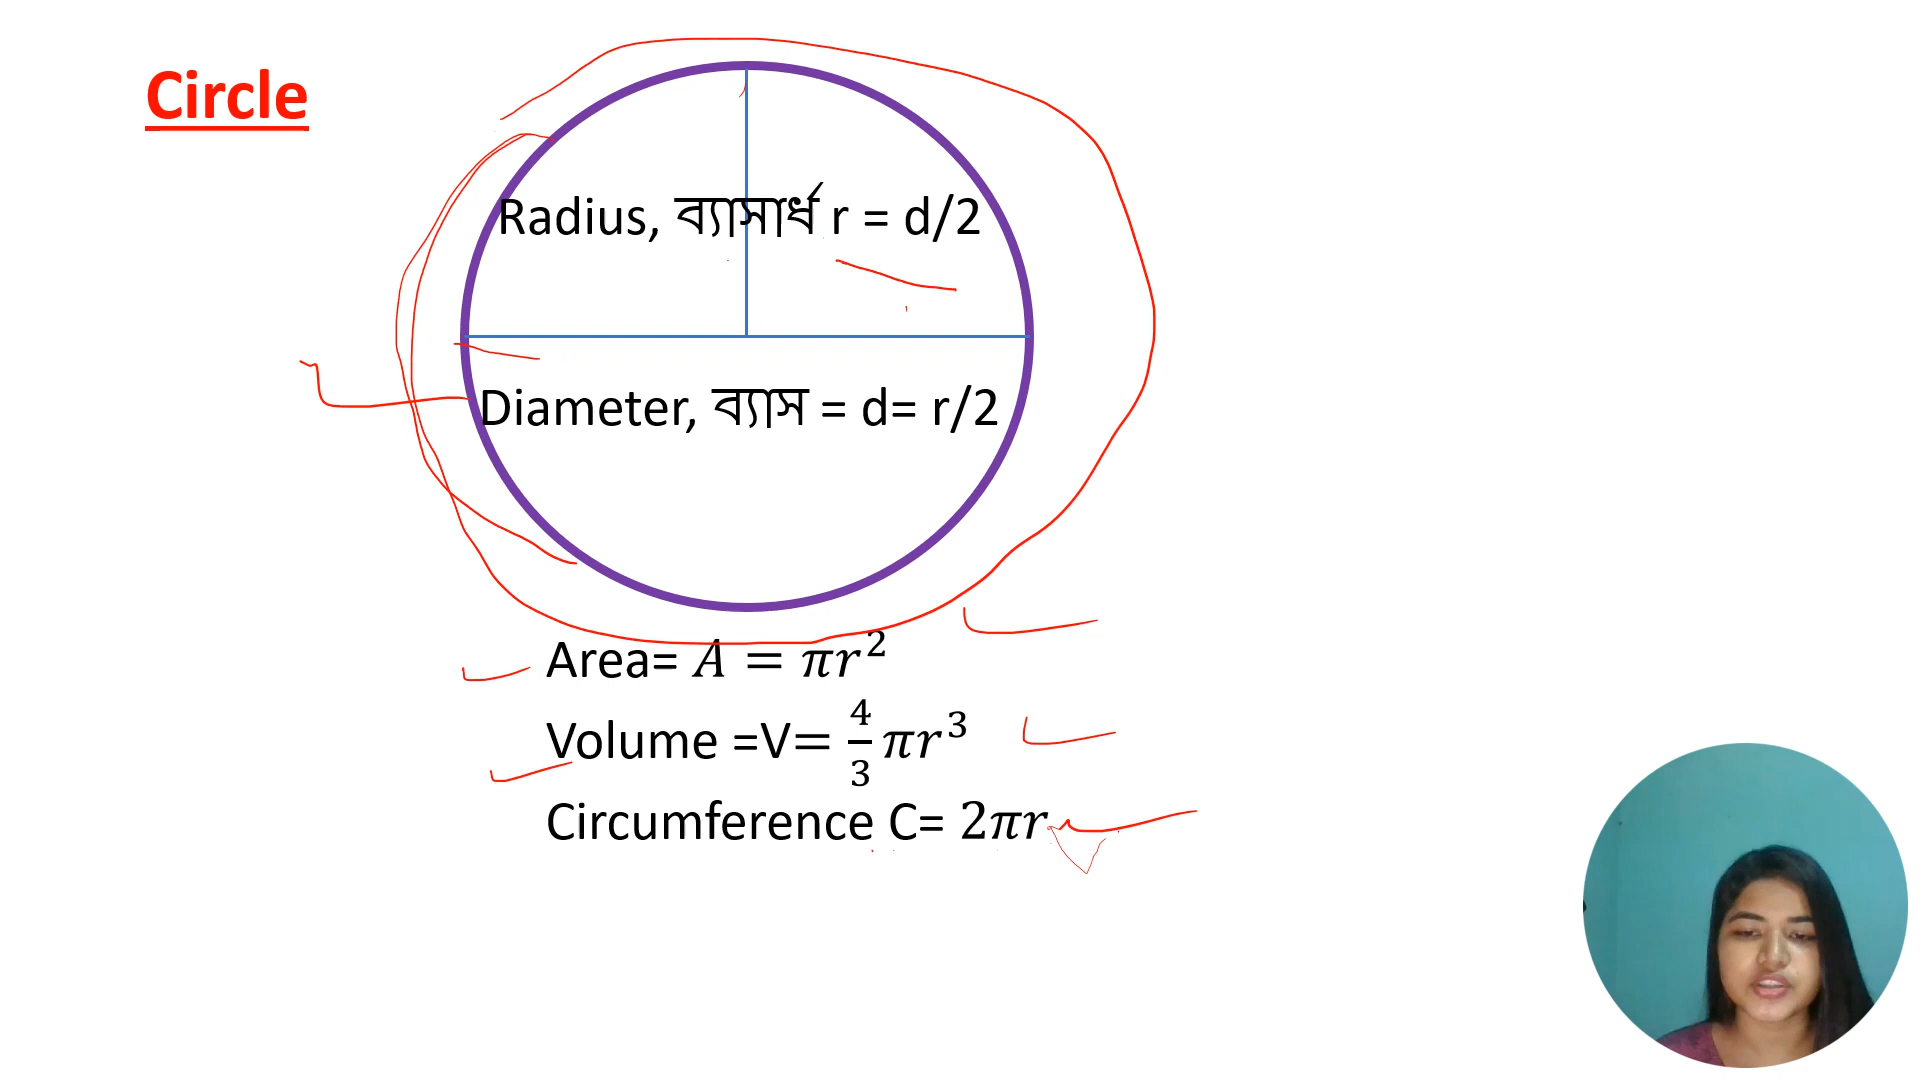 Circle
Radius, ব্যাসার্ধ r = d/2
Diameter, ব্যাস = d= r/2
Area= A = πr²
Volume =V= 4/3 πr³
Circumference C= 2πr